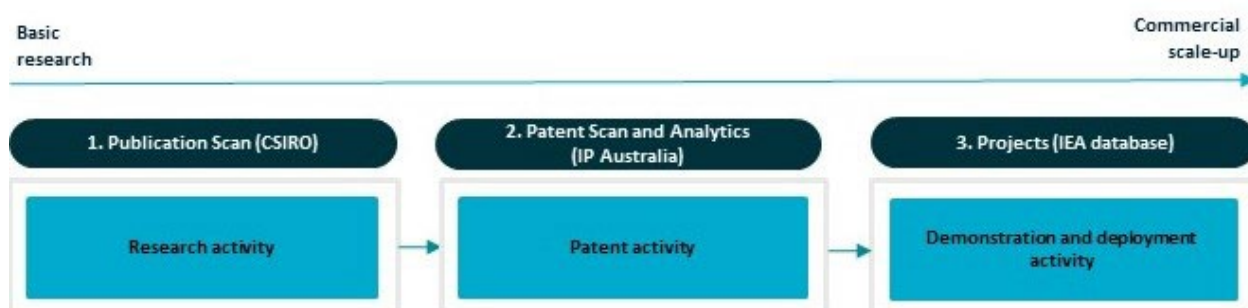 Basic
research
Commercial
scale-up
1. Publication Scan (CSIRO)
2. Patent Scan and Analytics
(IP Australia)
3. Projects (IEA database)
Research activity
Patent activity
Demonstration and deployment
activity